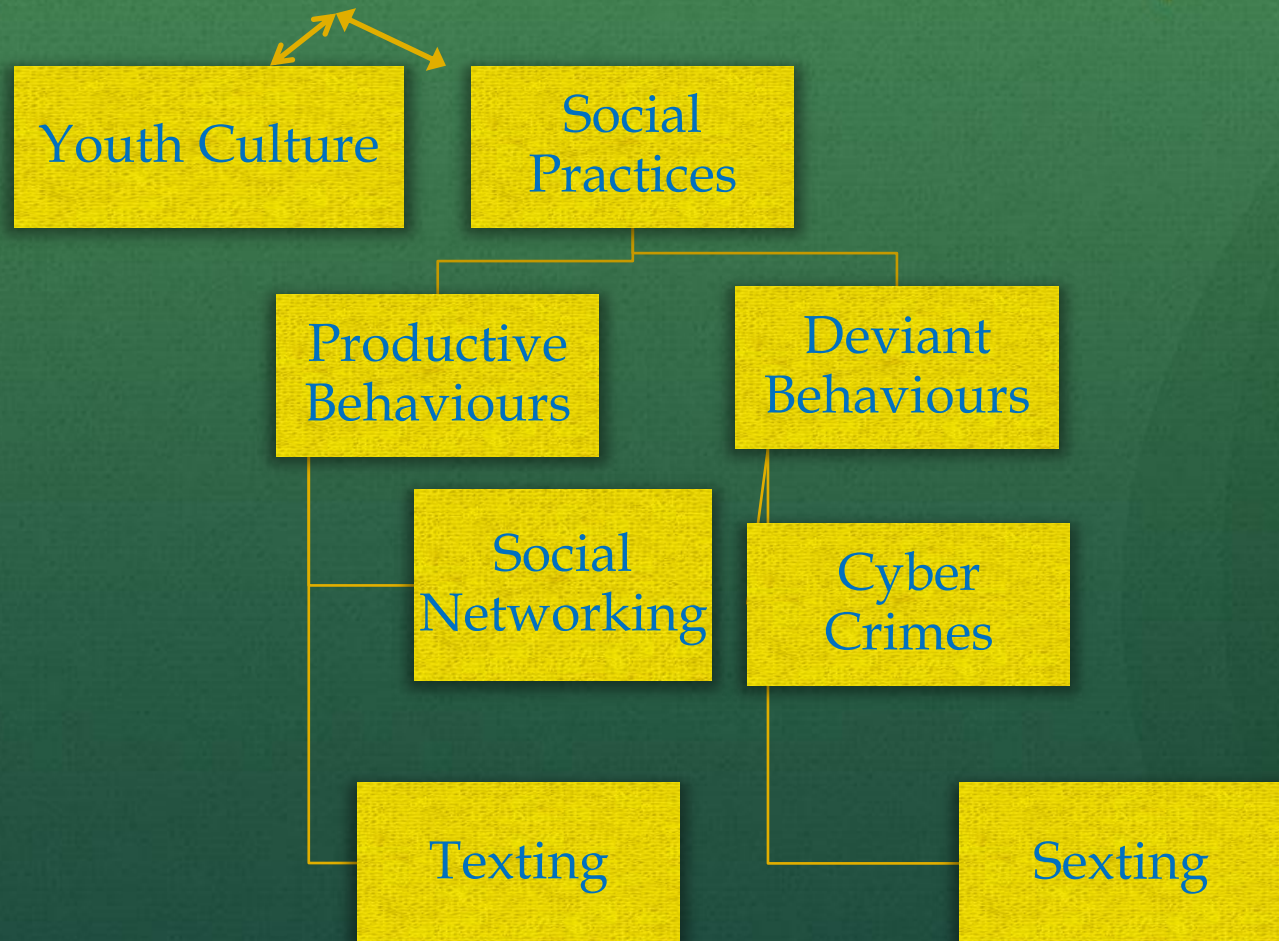 Youth Culture
Social
Practices
Productive
Behaviours
Deviant
Behaviours
Social
Networking
Cyber
Crimes
Texting
Sexting